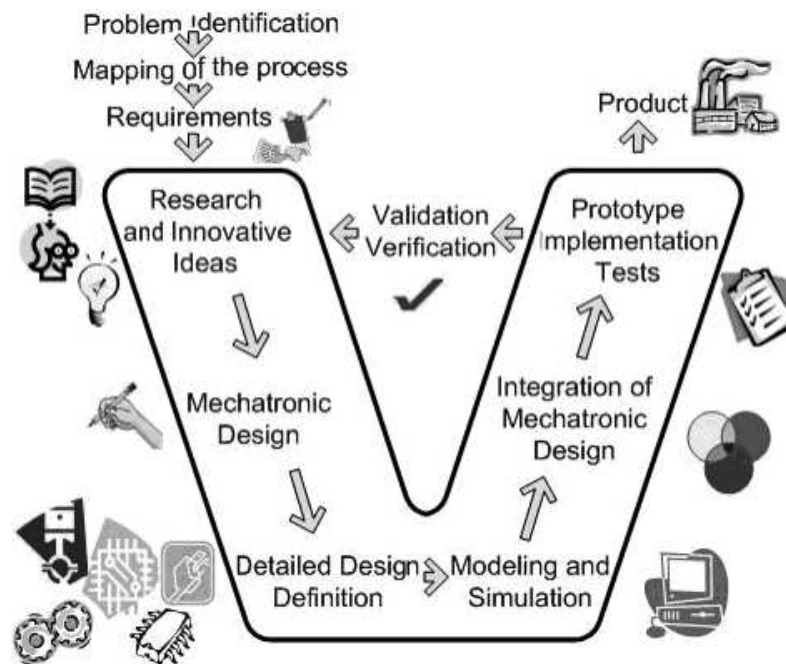 Problem Identification
Mapping of the process
Requirements
Research
and Innovative
Ideas
Mechatronic
Design
Detailed Design
Definition
Modeling and
Simulation
Integration of
Mechatronic
Design
Prototype
Implementation
Tests
Validation
Verification
Product